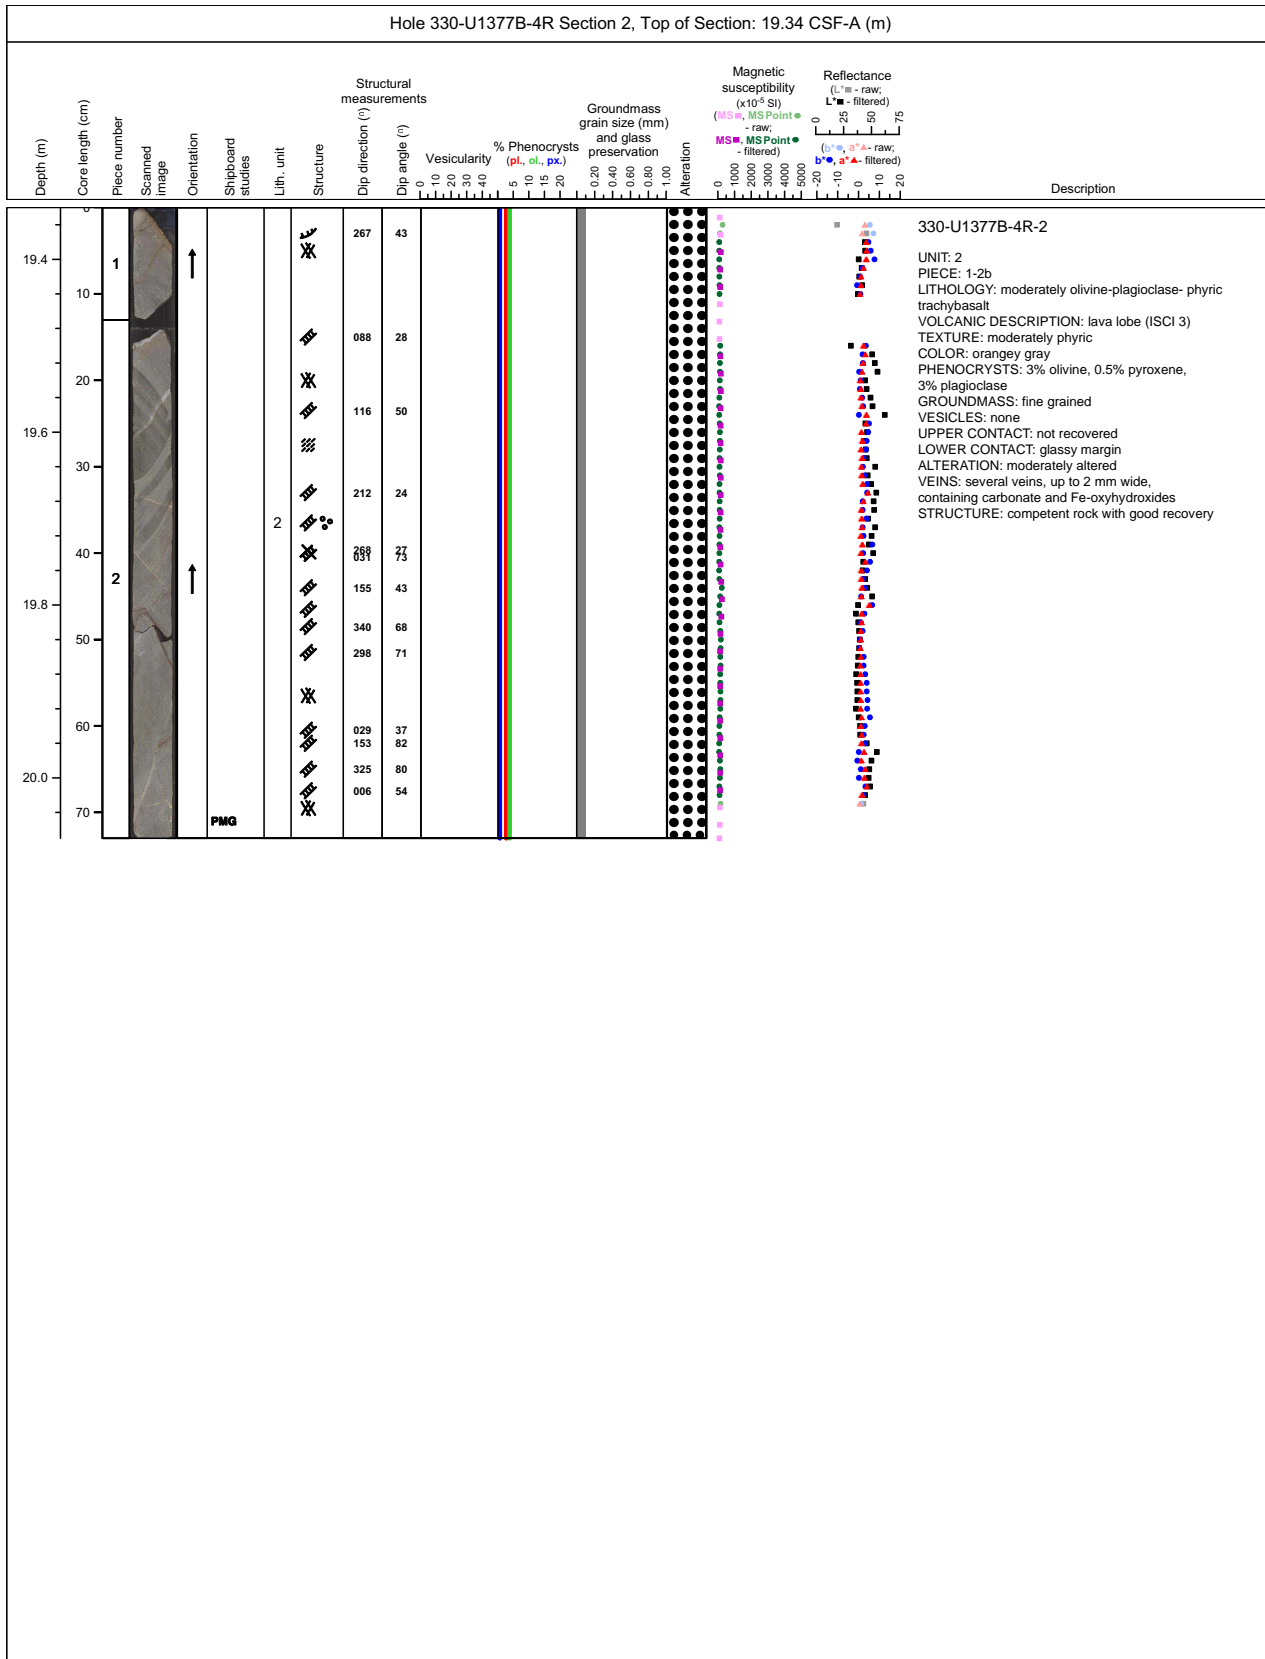 Hole 330-U1377B-4R Section 2, Top of Section: 19.34 CSF-A (m)
Depth (m)
Core length (cm)
Piece number
Scanned
image
Orientation
Shipboard
studies
Lith. unit
Structure
Structural
measurements
Dip direction (º)
Dip angle (º)
Vesicularity
0 10 20 30 40
% Phenocrysts
(pl., ol., px.)
5 10 15 20
Groundmass
grain size (mm)
and glass
preservation
0.20 0.40 0.60 0.80 1.00
Alteration
Magnetic
susceptibility
(x10-5 SI)
(MS■, MSPoint●
- raw;
MS■, MSPoint●
- filtered)
0 1000 2000 3000 4000 5000
Reflectance
(L*■ - raw;
L*■ - filtered)
0 25 50 75
(b*●, a*▲- raw;
b*●, a*▲- filtered)
-20 -10 0 10 20
Description
0
10
20
30
40
50
60
70
19.4
19.6
19.8
20.0
1
2
PMG
2
267 43
088 28
116 50
212 24
268 27
031 73
155 43
340 68
298 71
029 37
153 82
325 80
006 54
330-U1377B-4R-2
UNIT: 2
PIECE: 1-2b
LITHOLOGY: moderately olivine-plagioclase- phyric
trachybasalt
VOLCANIC DESCRIPTION: lava lobe (ISCI 3)
TEXTURE: moderately phyric
COLOR: orangey gray
PHENOCRYSTS: 3% olivine, 0.5% pyroxene,
3% plagioclase
GROUNDMASS: fine grained
VESICLES: none
UPPER CONTACT: not recovered
LOWER CONTACT: glassy margin
ALTERATION: moderately altered
VEINS: several veins, up to 2 mm wide,
containing carbonate and Fe-oxyhydroxides
STRUCTURE: competent rock with good recovery